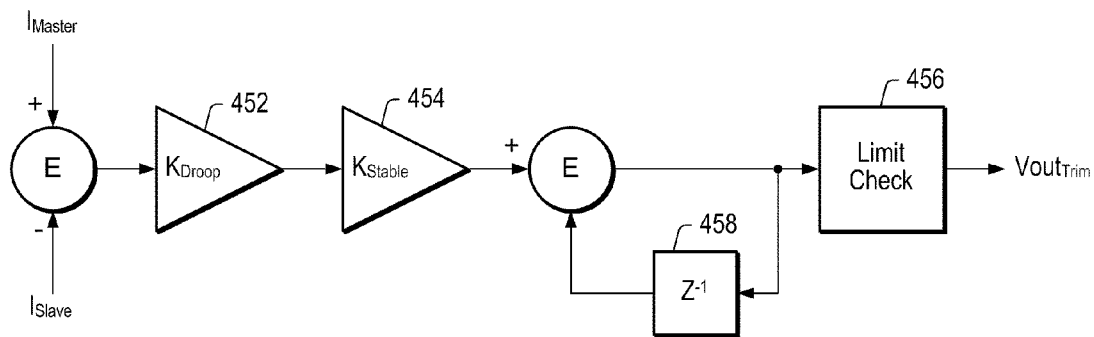 I_Master
+
E
-
I_Slave
452
K_Droop
454
K_Stable
+
E
458
Z⁻¹
456
Limit
Check
Vout_Trim